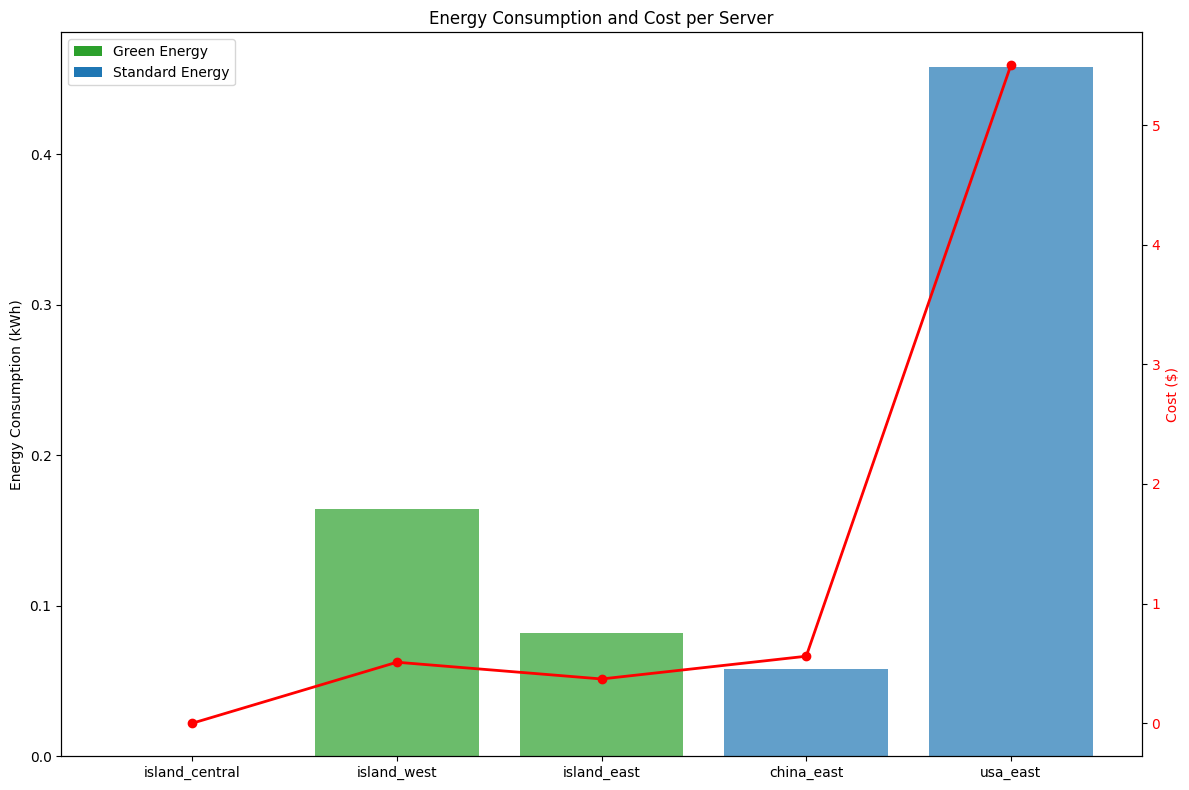 Energy Consumption and Cost per Server
Green Energy
Standard Energy
Energy Consumption (kWh)
0.4
0.3
0.2
0.1
0.0
5
4
3
2
1
0
Cost ($)
island_central
island_west
island_east
china_east
usa_east